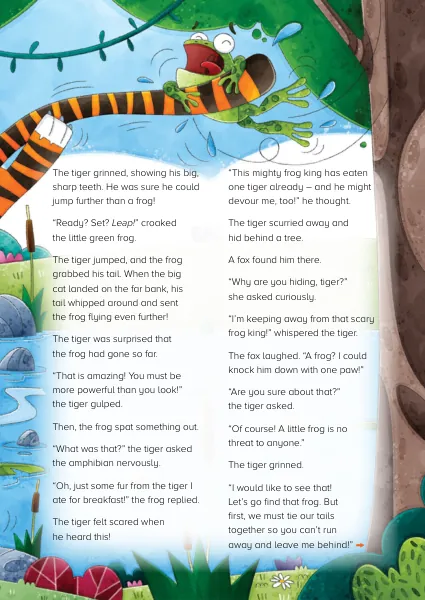 The tiger grinned, showing his big,
sharp teeth. He was sure he could
jump further than a frog!
“Ready? Set? Leap!” croaked
the little green frog.
The tiger jumped, and the frog
grabbed his tail. When the big
cat landed on the far bank, his
tail whipped around and sent
the frog flying even further!
The tiger was surprised that
the frog had gone so far.
“That is amazing! You must be
more powerful than you look!”
the tiger gulped.
Then, the frog spat something out.
“What was that?” the tiger asked
the amphibian nervously.
“Oh, just some fur from the tiger I
ate for breakfast!” the frog replied.
The tiger felt scared when
he heard this!
“This mighty frog king has eaten
one tiger already – and he might
devour me, too!” he thought.
The tiger scurried away and
hid behind a tree.
A fox found him there.
“Why are you hiding, tiger?”
she asked curiously.
“I’m keeping away from that scary
frog king!” whispered the tiger.
The fox laughed. “A frog? I could
knock him down with one paw!”
“Are you sure about that?”
the tiger asked.
“Of course! A little frog is no
threat to anyone.”
The tiger grinned.
“I would like to see that!
Let’s go find that frog. But
first, we must tie our tails
together so you can’t run
away and leave me behind!”